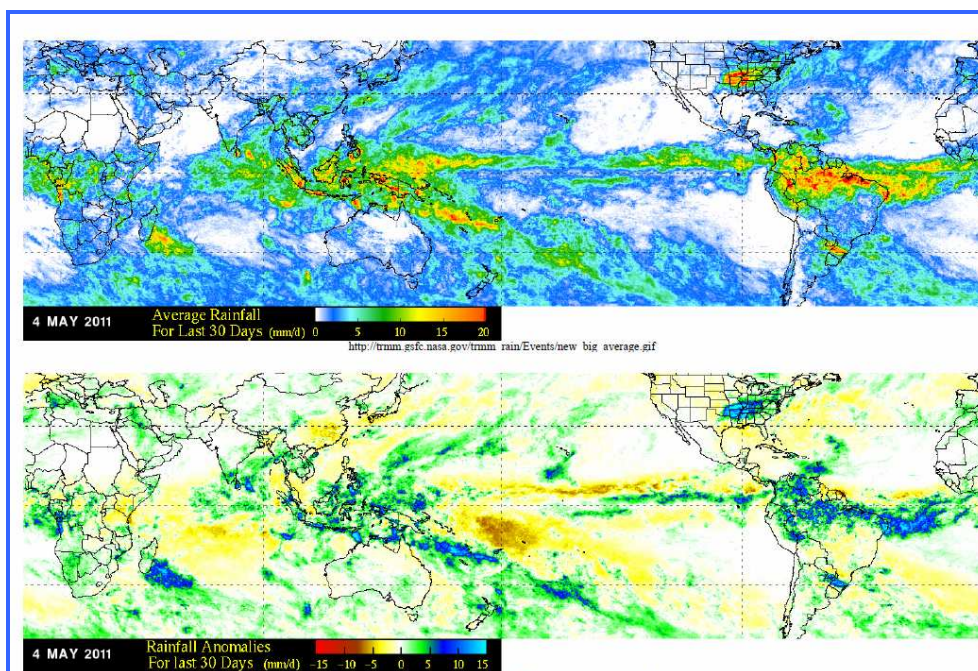 4 MAY 2011
Average Rainfall
For Last 30 Days (mm/d)
0 5 10 15 20
http://trmm.gsfc.nasa.gov/trmm_rain/Events/new_big_average.gif
4 MAY 2011
Rainfall Anomalies
For last 30 Days (mm/d)
-15 -10 -5 0 5 10 15